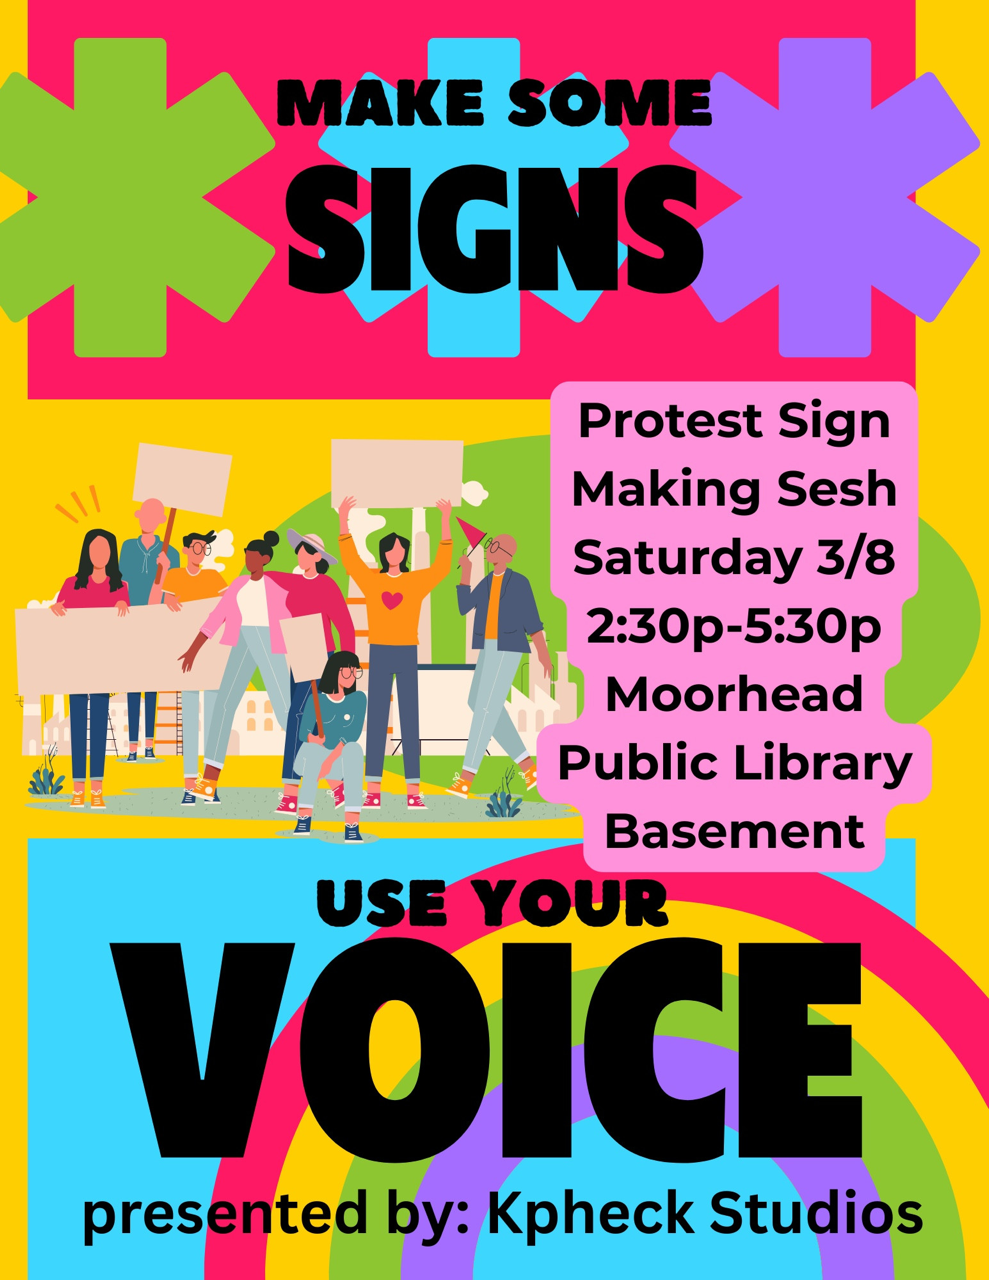 MAKE SOME
SIGNS
Protest Sign
Making Sesh
Saturday 3/8
2:30p-5:30p
Moorhead
Public Library
Basement
USE YOUR
VOICE
presented by: Kpheck Studios